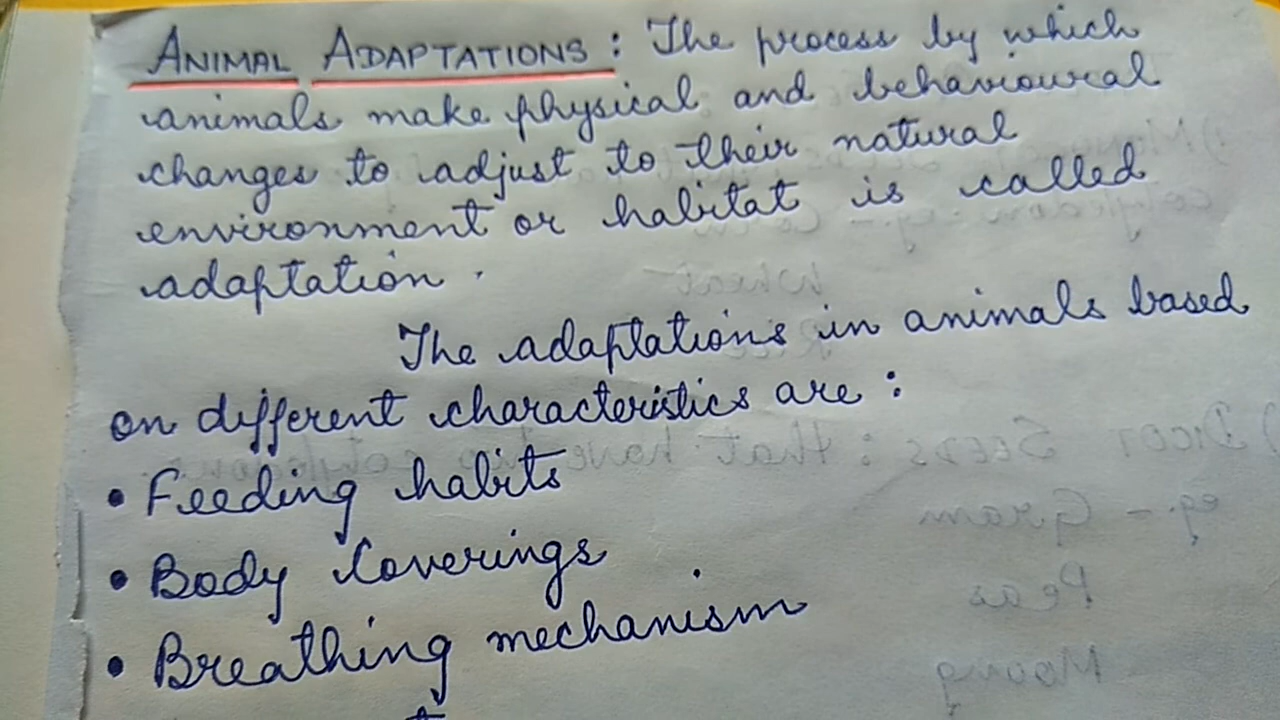 ANIMAL ADAPTATIONS : The process by which
animals make physical and behavioural
changes to adjust to their natural
environment or habitat is called
adaptation .
The adaptations in animals based
on different characteristics are :
• Feeding habits
• Body Coverings
• Breathing mechanism